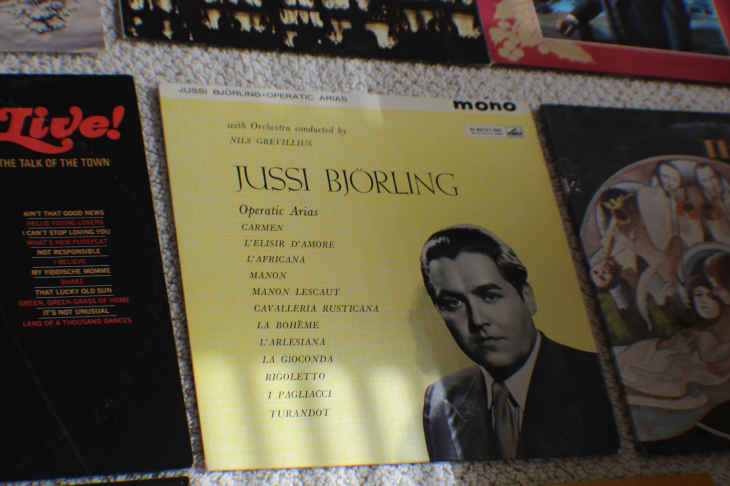 Live!
THE TALK OF THE TOWN
AIN'T THAT GOOD NEWS
HELLO YOUNG LOVERS
I CAN'T STOP LOVING YOU
WHAT'S NEW PUSSYCAT
NOT RESPONSIBLE
I BELIEVE
MY YIDDISCHE MOMME
SHAKE
THAT LUCKY OLD SUN
GREEN, GREEN GRASS OF HOME
IT'S NOT UNUSUAL
LAND OF A THOUSAND DANCES
JUSSI BJÖRLING - OPERATIC ARIAS
mono
with Orchestra conducted by
NILS GREVILLIUS
JUSSI BJÖRLING
Operatic Arias
CARMEN
L'ELISIR D'AMORE
L'AFRICANA
MANON
MANON LESCAUT
CAVALLERIA RUSTICANA
LA BOHÈME
L'ARLESIANA
LA GIOCONDA
RIGOLETTO
I PAGLIACCI
TURANDOT